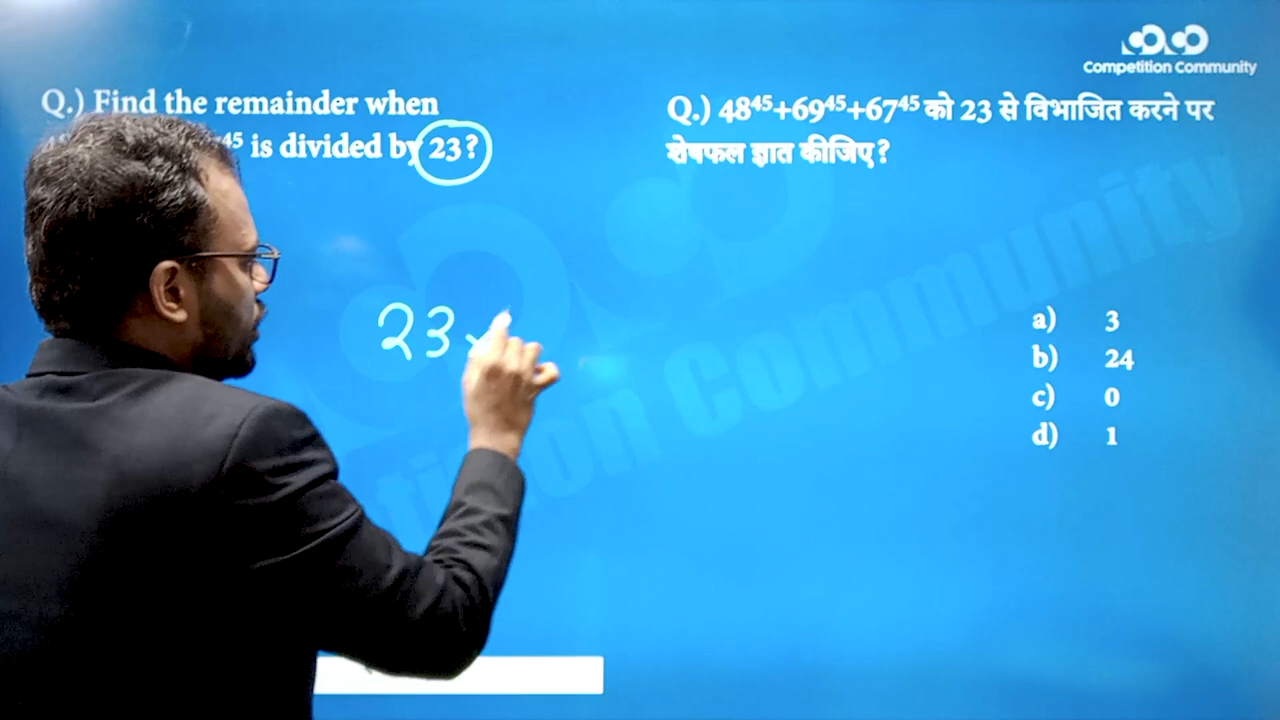 Competition Community
Q.) Find the remainder when
⁴⁵ is divided by 23?
Q.) 48⁴⁵+69⁴⁵+67⁴⁵ को 23 से विभाजित करने पर
शेषफल ज्ञात कीजिए?
23
a) 3
b) 24
c) 0
d) 1
Community